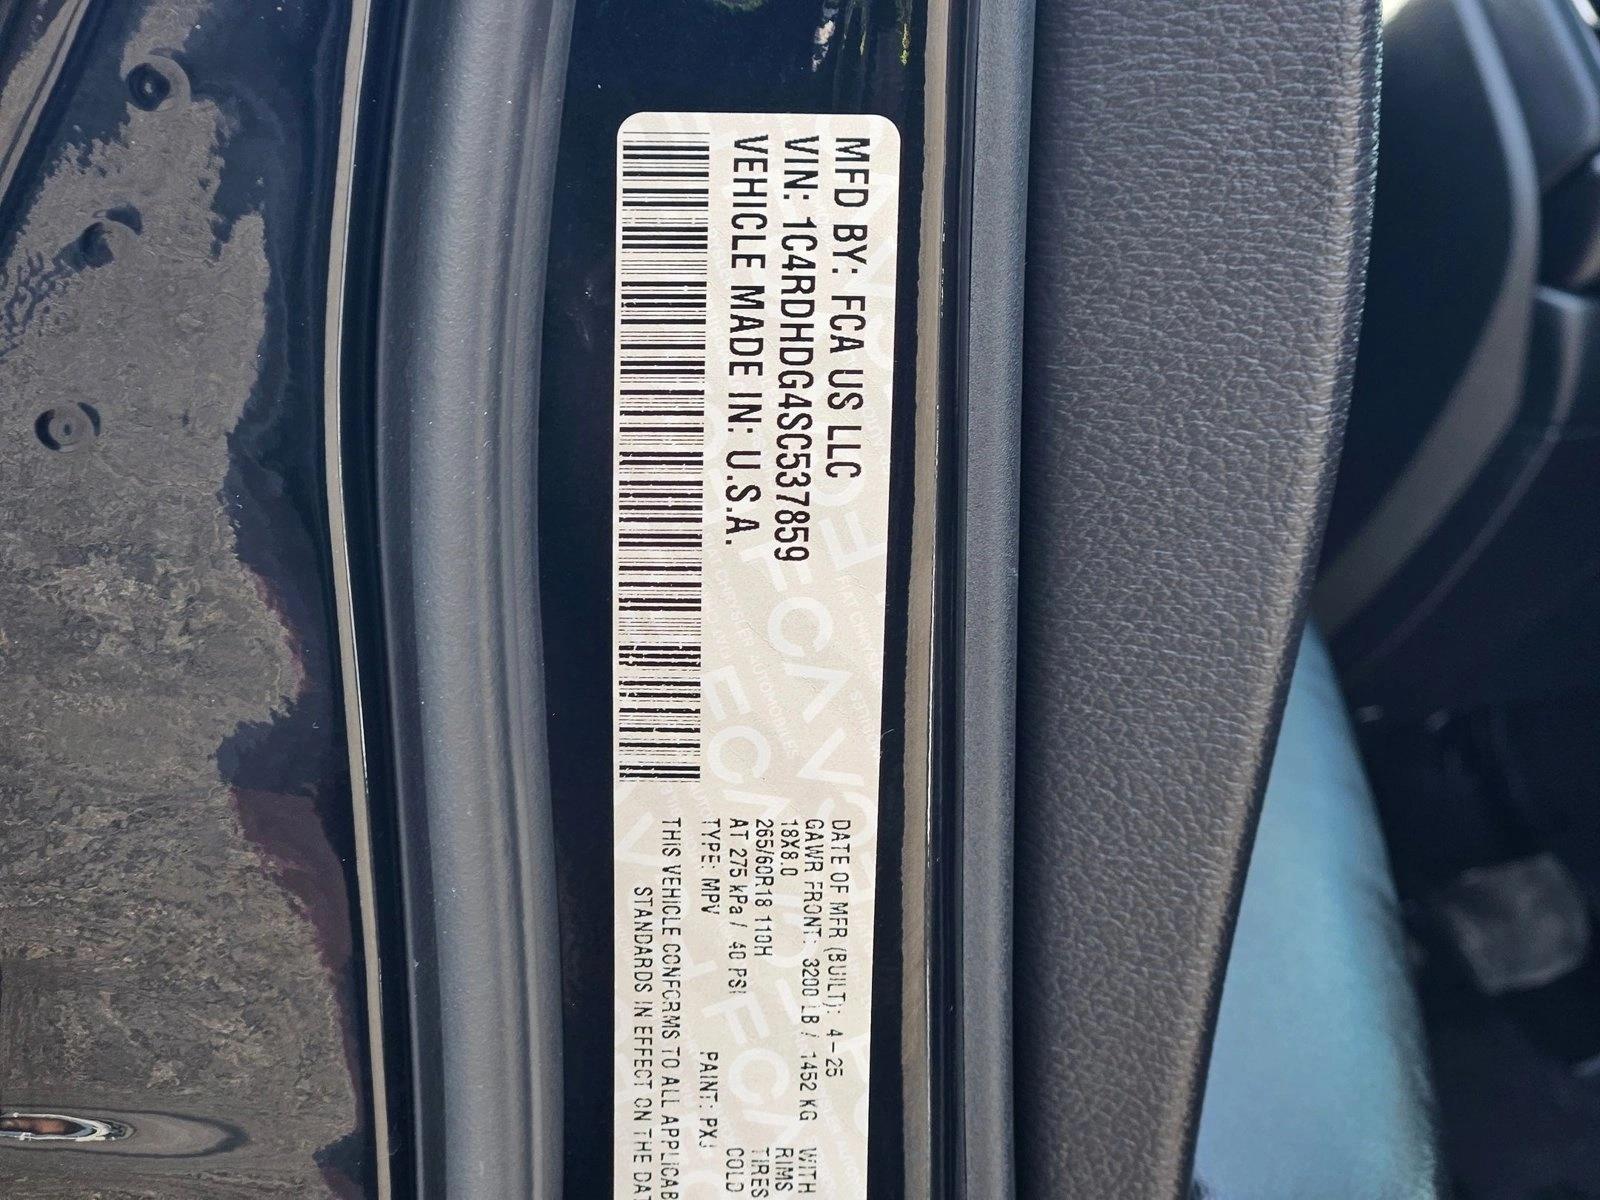 MFD BY: FCA US LLC
VIN: 1C4RDHDG4SC537859
VEHICLE MADE IN: U.S.A.
DATE OF MFR (BUILT): 4-25
GAWR FRONT: 3200 LB / 1452 KG WITH
18X8.0 RIMS
265/60R18 110H TIRES
AT 275 kPa / 40 PSI COLD
TYPE: MPV PAINT: PXJ
THIS VEHICLE CONFORMS TO ALL APPLICAB
STANDARDS IN EFFECT ON THE DAT
FCA